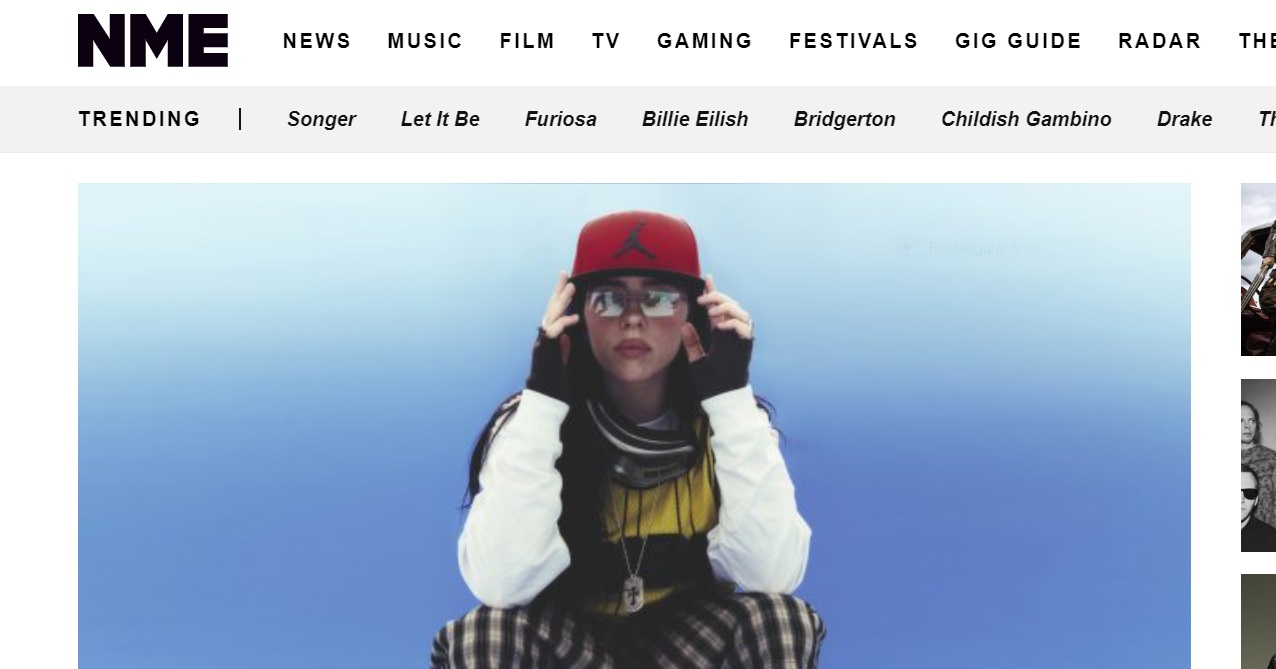 NME NEWS MUSIC FILM TV GAMING FESTIVALS GIG GUIDE RADAR THE
TRENDING | Songer Let It Be Furiosa Billie Eilish Bridgerton Childish Gambino Drake Th
Rectangular Snip